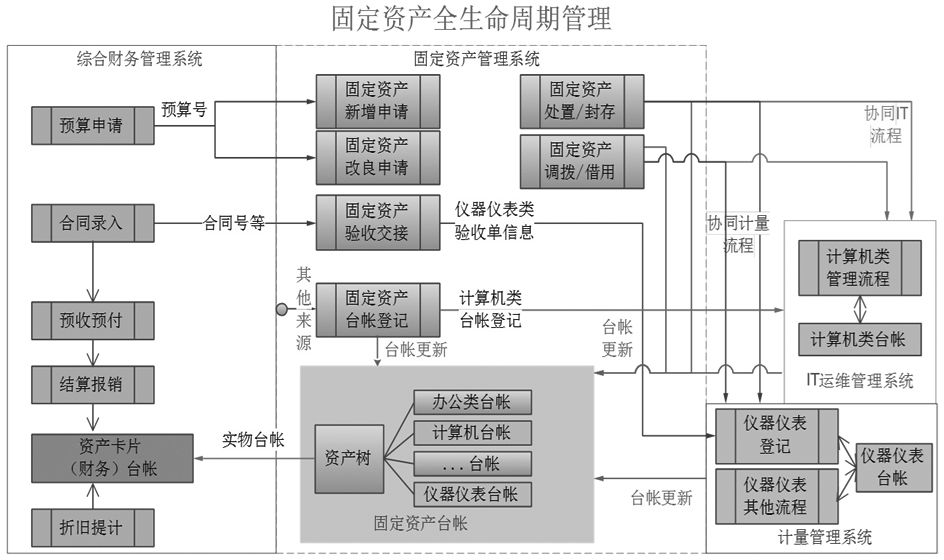 固定资产全生命周期管理
综合财务管理系统
预算申请
预算号
合同录入
合同号等
预收预付
结算报销
资产卡片
（财务）台帐
折旧提计
实物台帐
固定资产管理系统
固定资产
新增申请
固定资产
改良申请
固定资产
处置/封存
固定资产
调拨/借用
固定资产
验收交接
仪器仪表类
验收单信息
其他来源
固定资产
台帐登记
计算机类
台帐登记
台帐更新
台帐
更新
资产树
办公类台帐
计算机台帐
...台帐
仪器仪表台帐
固定资产台帐
台帐更新
协同IT
流程
协同计量
流程
计算机类
管理流程
计算机类台帐
IT运维管理系统
仪器仪表
登记
仪器仪表
其他流程
仪器仪表
台帐
计量管理系统